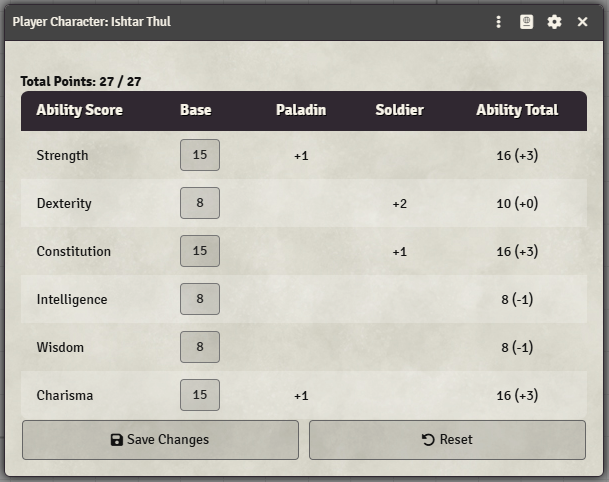 Player Character: Ishtar Thul
Total Points: 27 / 27
Ability Score Base Paladin Soldier Ability Total
Strength 15 +1 16 (+3)
Dexterity 8 +2 10 (+0)
Constitution 15 +1 16 (+3)
Intelligence 8 8 (-1)
Wisdom 8 8 (-1)
Charisma 15 +1 16 (+3)
Save Changes Reset